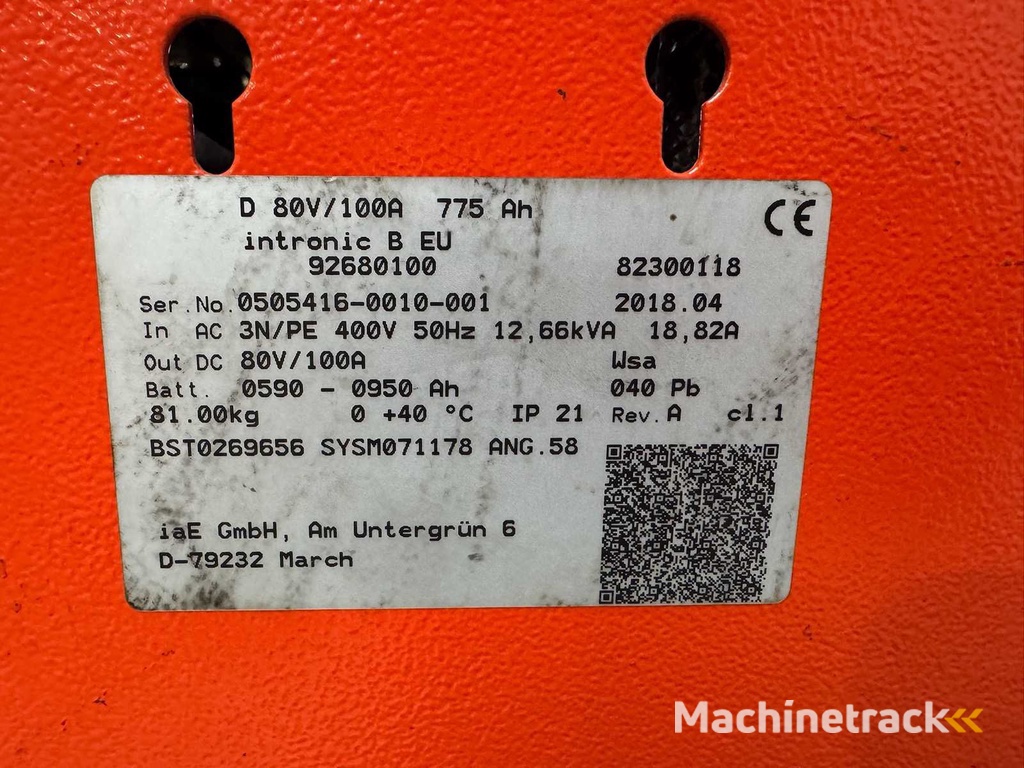 D 80V/100A 775 Ah
CE
intronic B EU
92680100 82300118
Ser.No.0505416-0010-001 2018.04
In AC 3N/PE 400V 50Hz 12,66kVA 18,82A
Out DC 80V/100A Wsa
Batt. 0590 - 0950 Ah 040 Pb
81.00kg 0 +40 °C IP 21 Rev.A cl.1
BST0269656 SYSM071178 ANG.58
iaE GmbH, Am Untergrün 6
D-79232 March
Machinetrack